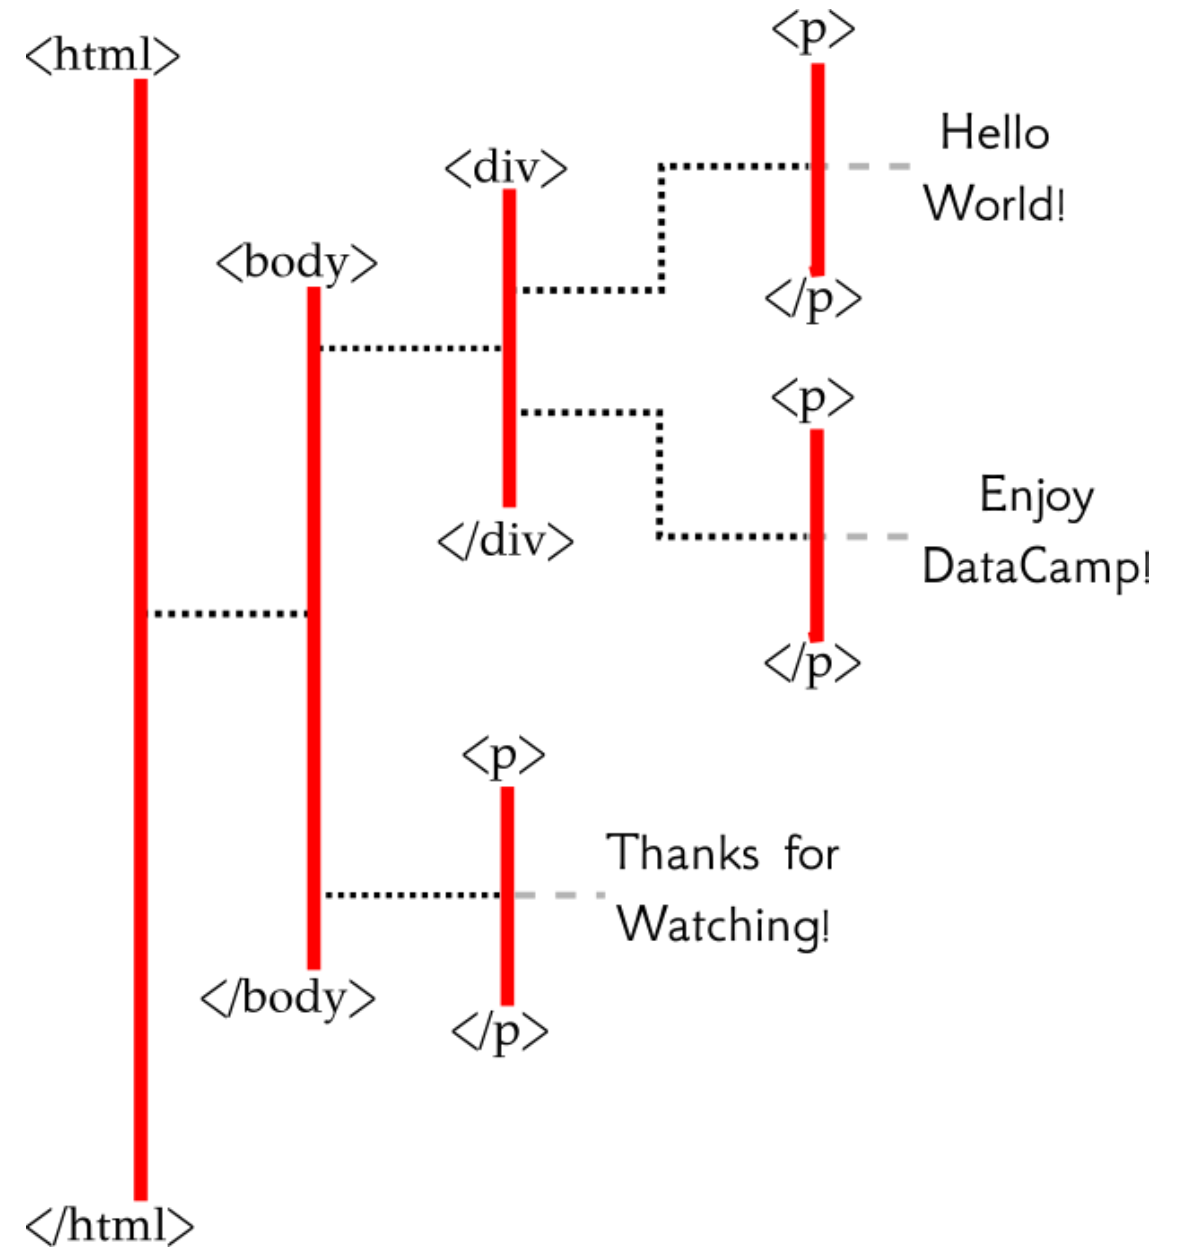 <html>
<body>
<div>
<p>
Hello
World!
</p>
<p>
Enjoy
DataCamp!
</p>
</div>
<p>
Thanks for
Watching!
</p>
</body>
</html>